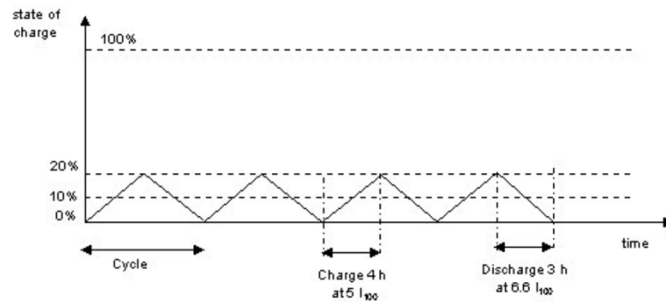 state of
charge
100%
20%
10%
0%
time
Cycle
Charge 4 h
at 5 I₁₀₀
Discharge 3 h
at 6.6 I₁₀₀